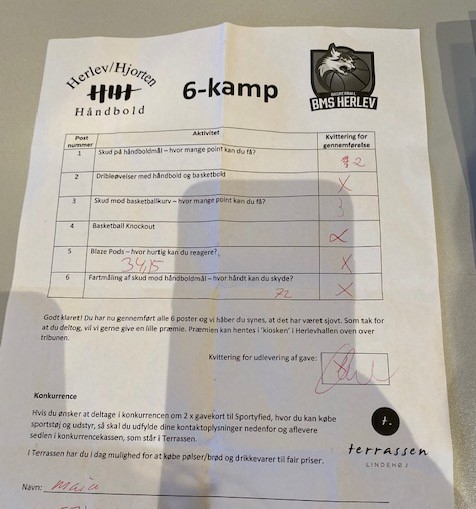 Herlev/Hjorten
Håndbold
6-kamp
BASKETBALL
BMS HERLEV
Post nummer
Aktivitet
Kvittering for gennemførelse
1 Skud på håndboldmål – hvor mange point kan du få? 2
2 Dribleøvelser med håndbold og basketbold X
3 Skud mod basketballkurv – hvor mange point kan du få? 3
4 Basketball Knockout X
5 Blaze Pods – hvor hurtig kan du reagere? X
34,15
6 Fartmåling af skud mod håndboldmål – hvor hårdt kan du skyde? X
72
Godt klaret! Du har nu gennemført alle 6 poster og vi håber du synes, at det har været sjovt. Som tak for
at du deltog, vil vi gerne give en lille præmie. Præmien kan hentes i 'kiosken' i Herlevhallen oven over
tribunen.
Kvittering for udlevering af gave:
Konkurrence
Hvis du ønsker at deltage i konkurrencen om 2 x gavekort til Sportyfied, hvor du kan købe
sportstøj og udstyr, så skal du udfylde dine kontaktoplysninger nedenfor og aflevere
sedlen i konkurrencekassen, som står i Terrassen.
I Terrassen har du i dag mulighed for at købe pølser/brød og drikkevarer til fair priser.
t.
terrassen
LINDEHØJ
Navn: Maja